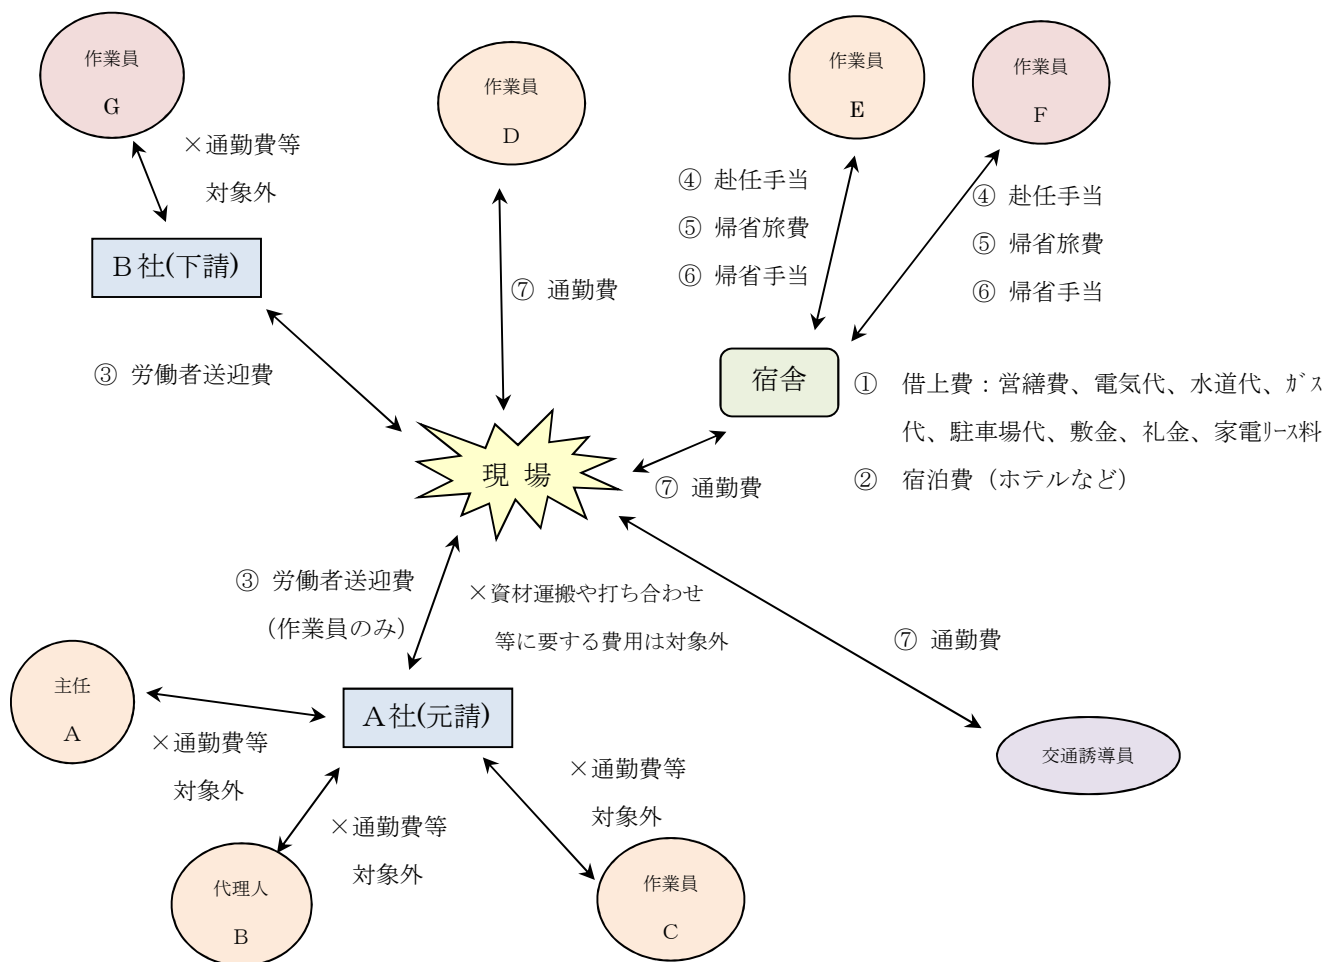 作業員
G
×通勤費等
対象外
B社(下請)
③ 労働者送迎費
作業員
D
⑦ 通勤費
作業員
E
作業員
F
④ 赴任手当
⑤ 帰省旅費
⑥ 帰省手当
④ 赴任手当
⑤ 帰省旅費
⑥ 帰省手当
宿舎
① 借上費：営繕費、電気代、水道代、ガス
代、駐車場代、敷金、礼金、家電リース料
② 宿泊費（ホテルなど）
現 場
⑦ 通勤費
③ 労働者送迎費
（作業員のみ）
×資材運搬や打ち合わせ
等に要する費用は対象外
⑦ 通勤費
交通誘導員
主任
A
×通勤費等
対象外
A社(元請)
代理人
B
×通勤費等
対象外
×通勤費等
対象外
作業員
C